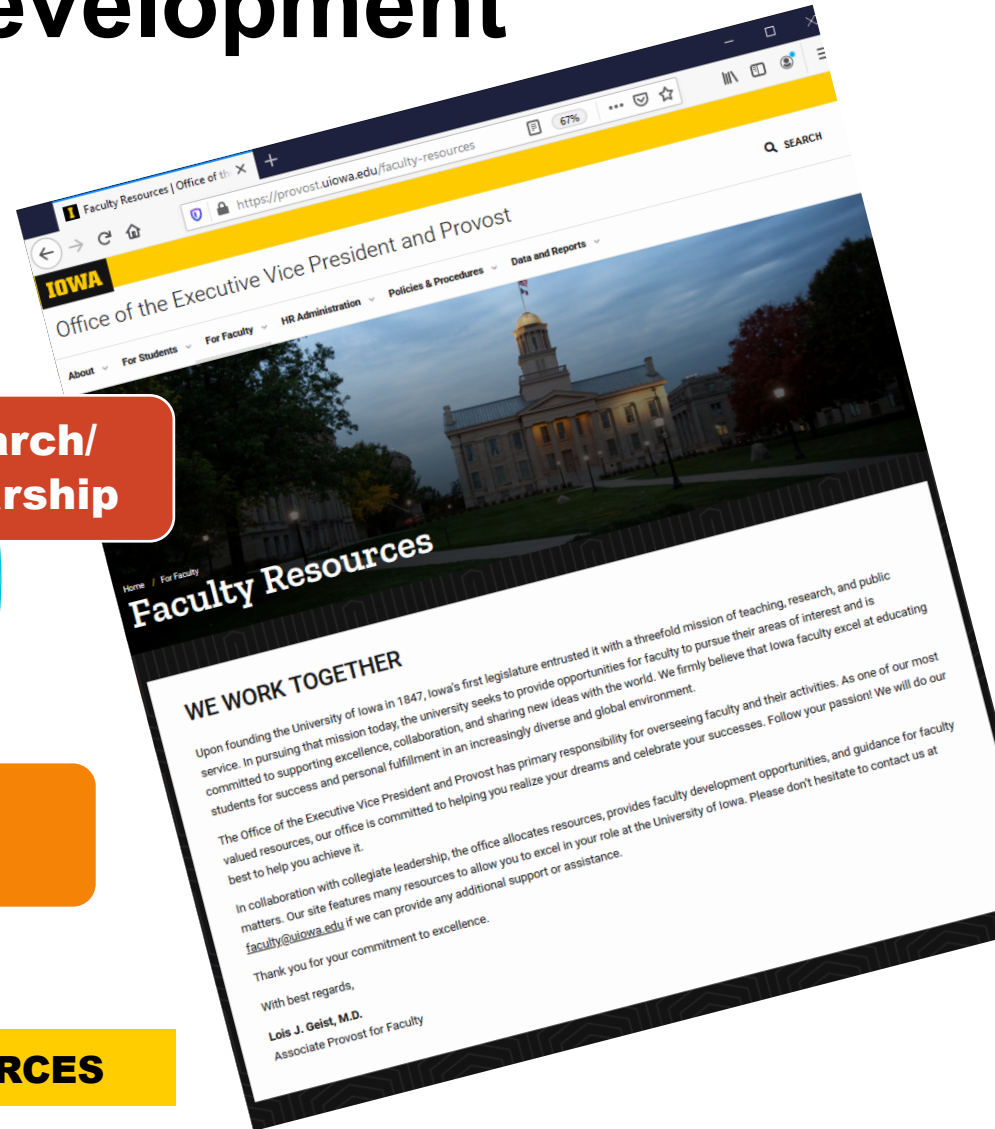 evelopment
Faculty Resources | Office of th
https://provost.uiowa.edu/faculty-resources
67%
IOWA
SEARCH
Office of the Executive Vice President and Provost
About
For Students
For Faculty
HR Administration
Policies & Procedures
Data and Reports
arch/
rship
Home / For Faculty
Faculty Resources
WE WORK TOGETHER
Upon founding the University of Iowa in 1847, Iowa's first legislature entrusted it with a threefold mission of teaching, research, and public
service. In pursuing that mission today, the university seeks to provide opportunities for faculty to pursue their areas of interest and is
committed to supporting excellence, collaboration, and sharing new ideas with the world. We firmly believe that Iowa faculty excel at educating
students for success and personal fulfillment in an increasingly diverse and global environment.
The Office of the Executive Vice President and Provost has primary responsibility for overseeing faculty and their activities. As one of our most
valued resources, our office is committed to helping you realize your dreams and celebrate your successes. Follow your passion! We will do our
best to help you achieve it.
In collaboration with collegiate leadership, the office allocates resources, provides faculty development opportunities, and guidance for faculty
matters. Our site features many resources to allow you to excel in your role at the University of Iowa. Please don't hesitate to contact us at
faculty@uiowa.edu if we can provide any additional support or assistance.
Thank you for your commitment to excellence.
With best regards,
Lois J. Geist, M.D.
Associate Provost for Faculty
RCES